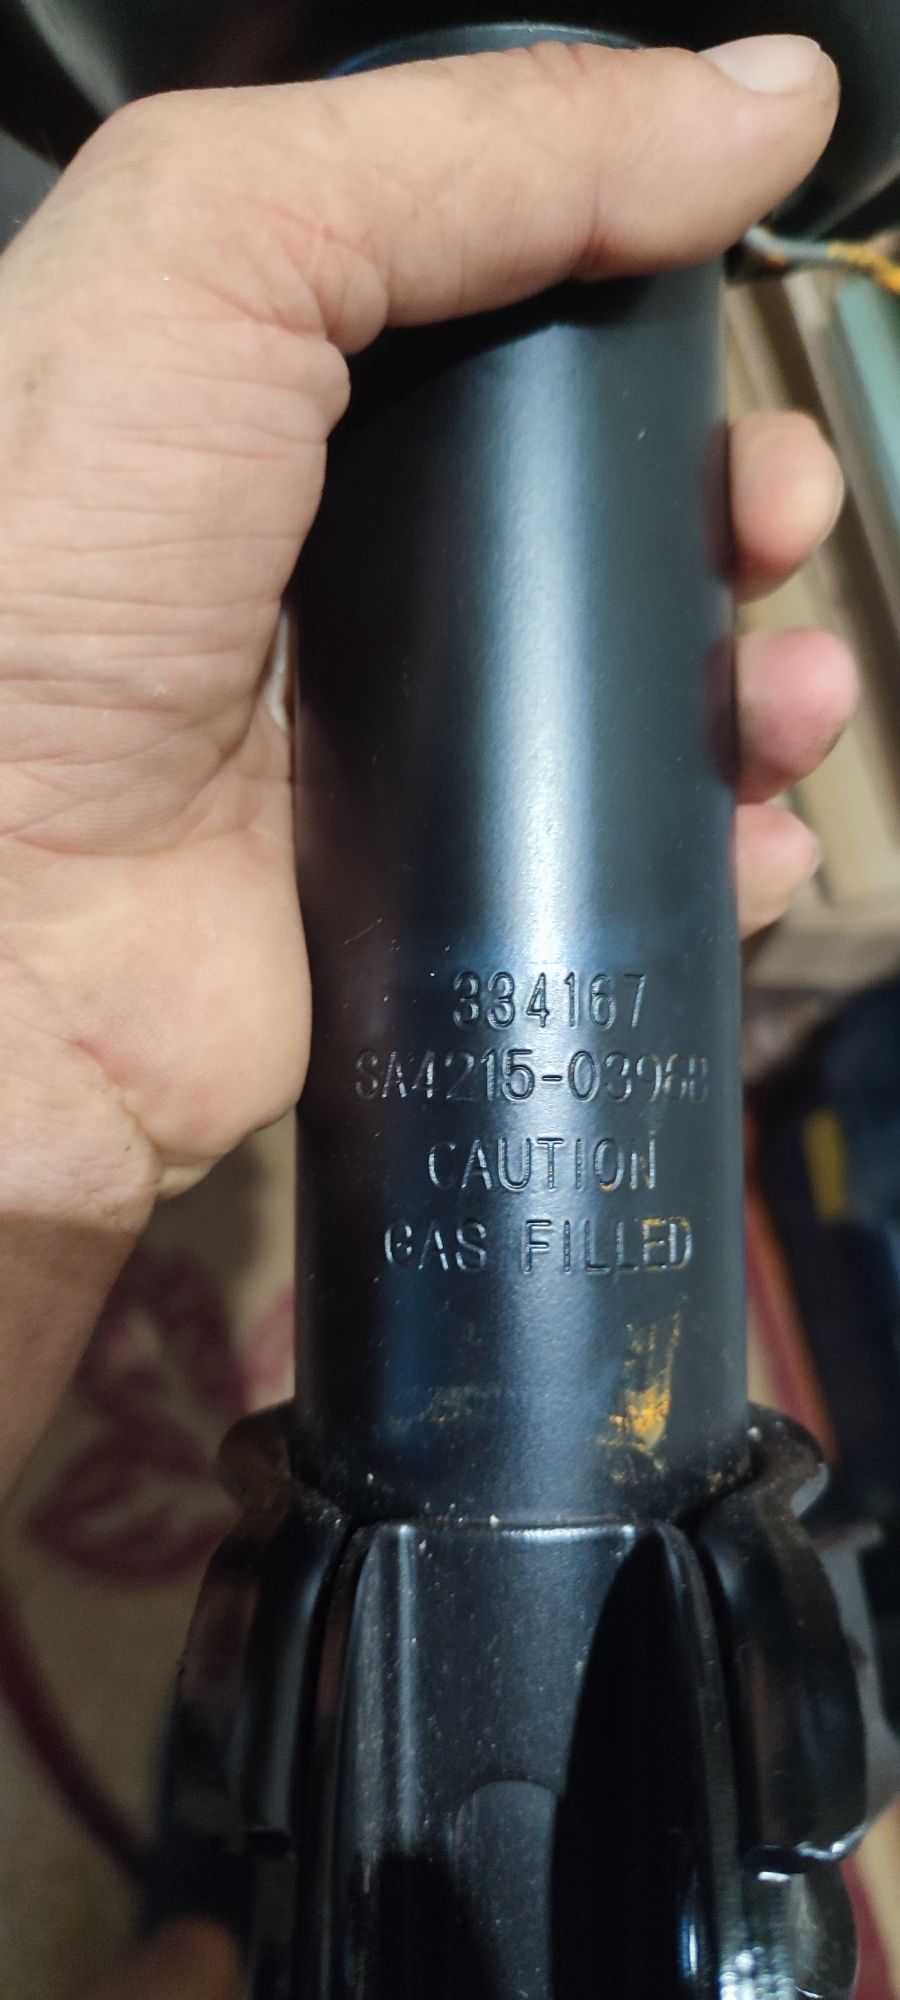 334167
SA4215-0396B
CAUTION
GAS FILLED